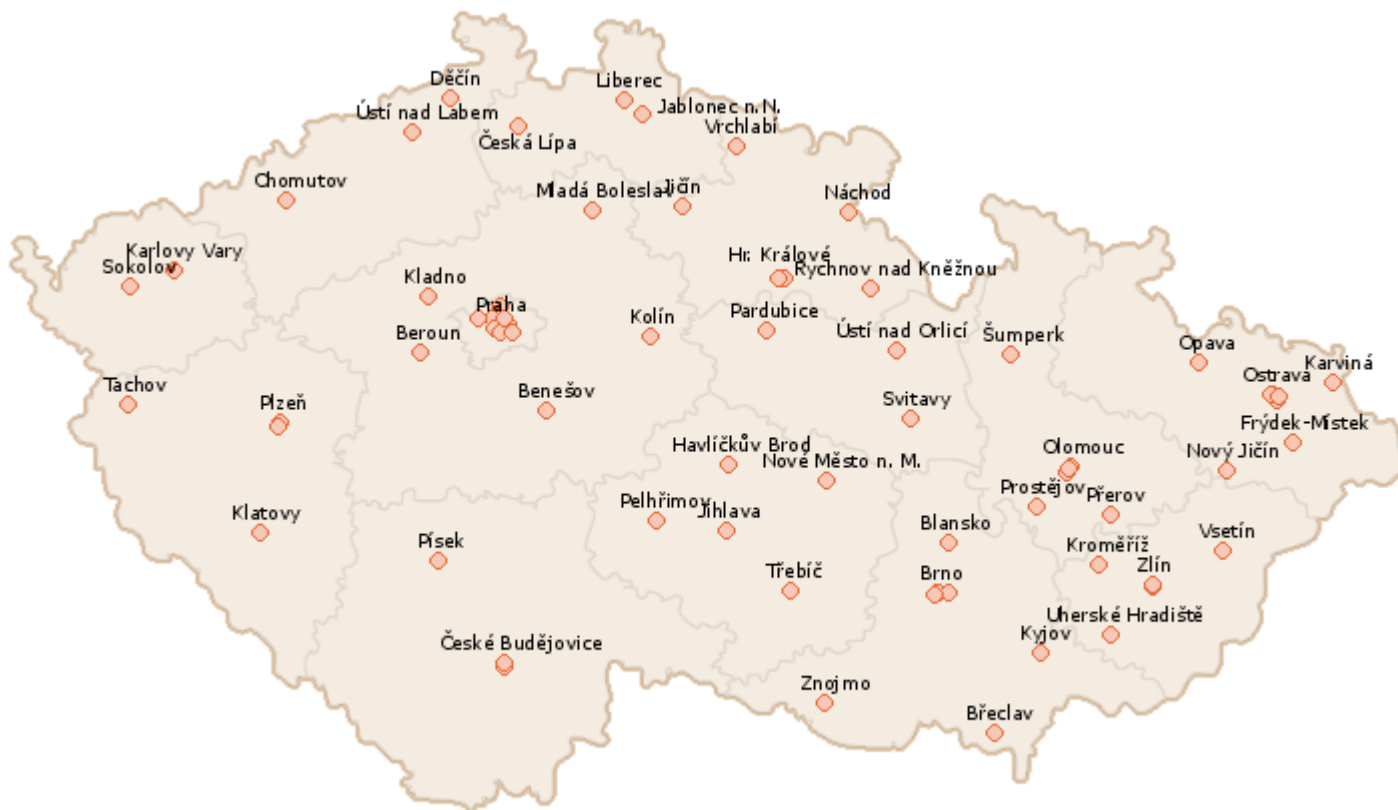 Děčín
Liberec
Ústí nad Labem
Jablonec n. N.
Česká Lípa
Vrchlabí
Chomutov
Mladá Boleslav
Jičín
Náchod
Karlovy Vary
Sokolov
Kladno
Hr. Králové
Rychnov nad Kněžnou
Praha
Beroun
Kolín
Pardubice
Ústí nad Orlicí
Šumperk
Opava
Karviná
Ostrava
Tachov
Plzeň
Benešov
Svitavy
Frýdek-Místek
Havlíčkův Brod
Nové Město n. M.
Olomouc
Nový Jičín
Prostějov
Přerov
Klatovy
Pelhřimov
Jihlava
Blansko
Vsetín
Písek
Kroměříž
Třebíč
Brno
Zlín
Uherské Hradiště
České Budějovice
Kyjov
Znojmo
Břeclav